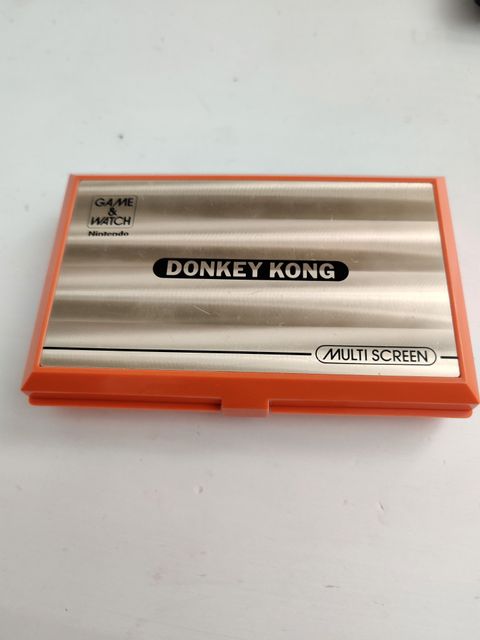 GAME
&
WATCH
Nintendo
DONKEY KONG
MULTI SCREEN